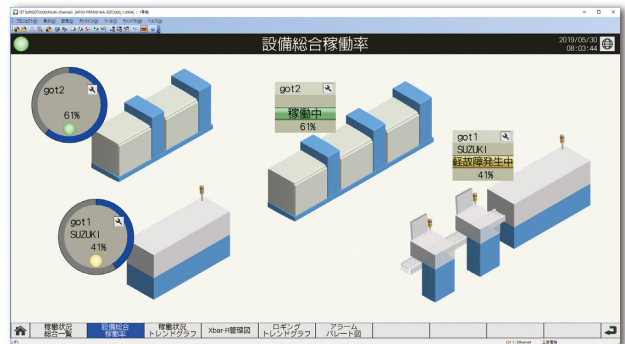 設備総合稼働率
2019/05/30
08:03:44
got2
61%
got2
稼働中
61%
got1
SUZUKI
軽故障発生中
41%
got1
SUZUKI
41%
稼働状況
総合一覧
設備総合
稼働率
稼働状況
トレンドグラフ
Xbar-R管理図
ロギング
トレンドグラフ
アラーム
パレート図